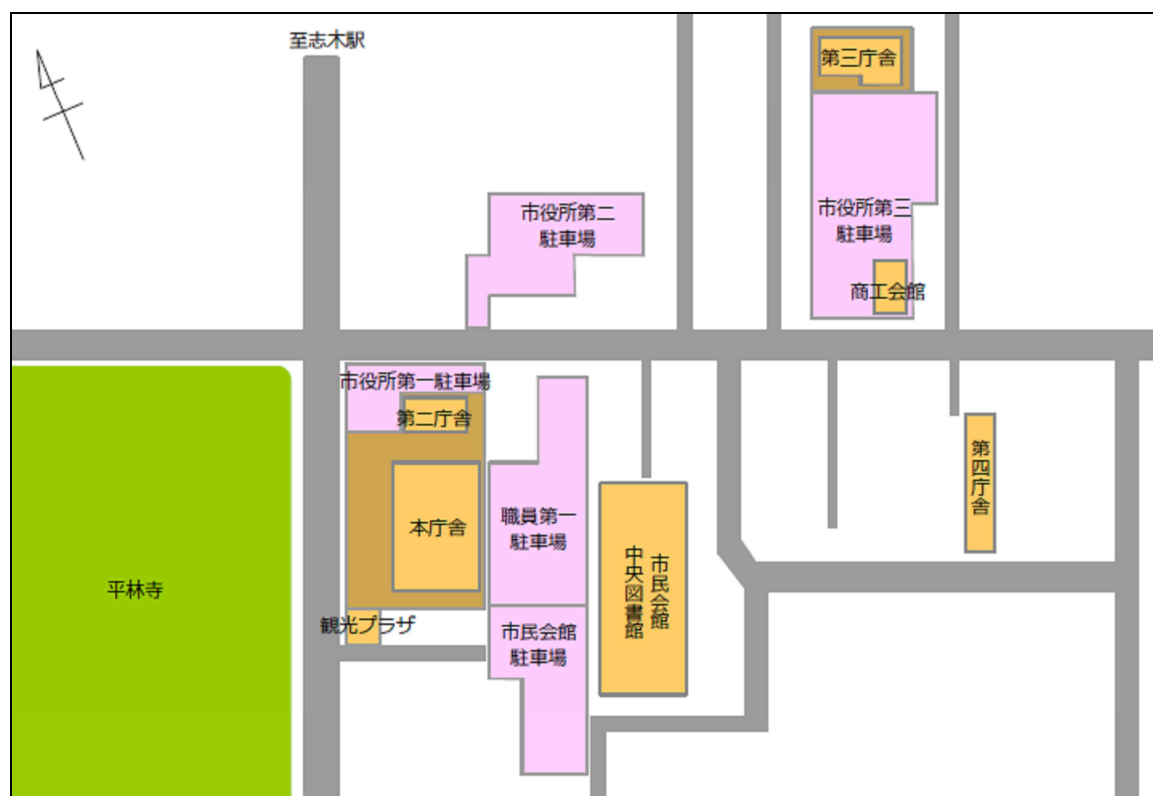 至志木駅
第三庁舎
市役所第二
駐車場
市役所第三
駐車場
商工会館
市役所第一駐車場
第二庁舎
本庁舎
職員第一
駐車場
市民会館
中央図書館
第四庁舎
平林寺
観光プラザ
市民会館
駐車場